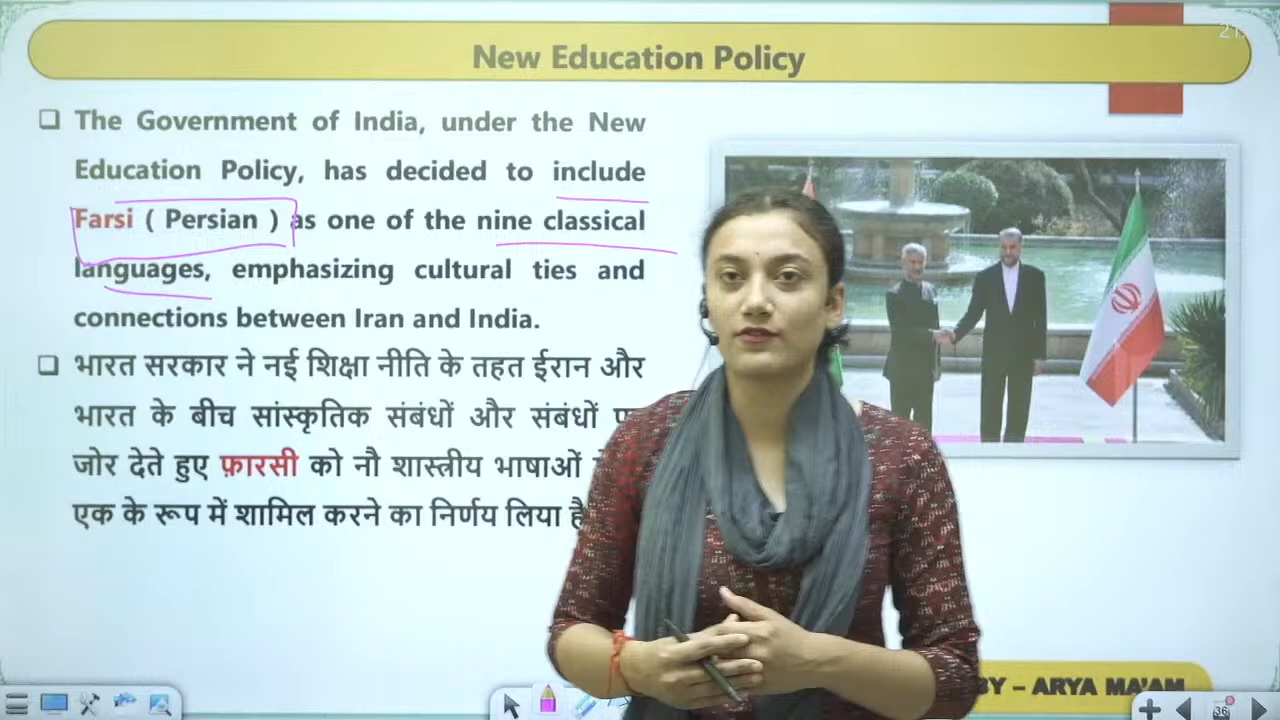 New Education Policy
The Government of India, under the New
Education Policy, has decided to include
Farsi ( Persian ) as one of the nine classical
languages, emphasizing cultural ties and
connections between Iran and India.
भारत सरकार ने नई शिक्षा नीति के तहत ईरान और
भारत के बीच सांस्कृतिक संबंधों और संबंधों
जोर देते हुए फ़ारसी को नौ शास्त्रीय भाषाओं
एक के रूप में शामिल करने का निर्णय लिया है
BY – ARYA MA'AM
36